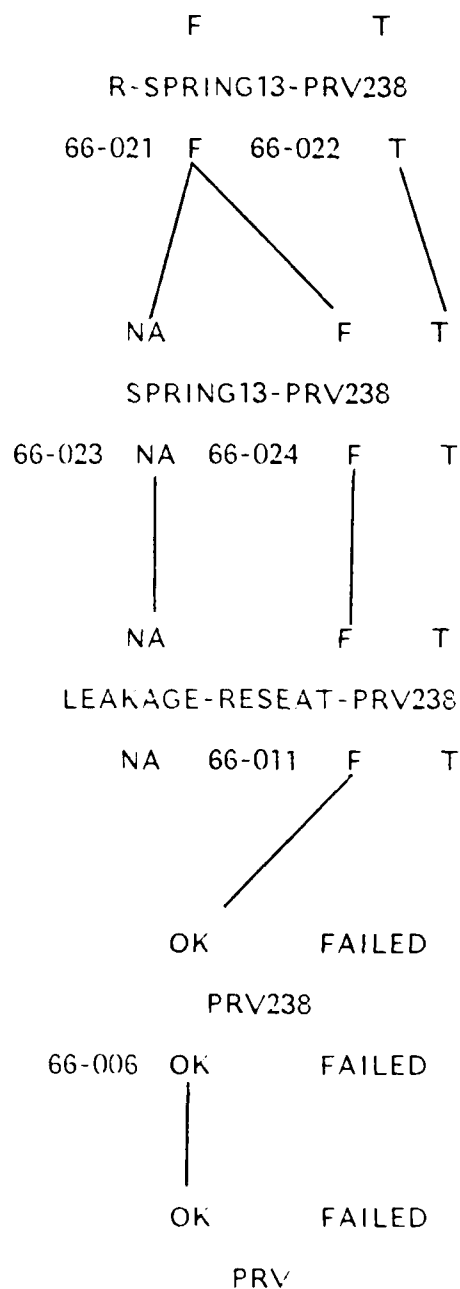 F T
R-SPRING13-PRV238
66-021 F 66-022 T
NA F T
SPRING13-PRV238
66-023 NA 66-024 F T
NA F T
LEAKAGE-RESEAT-PRV238
NA 66-011 F T
OK FAILED
PRV238
66-006 OK FAILED
OK FAILED
PRV